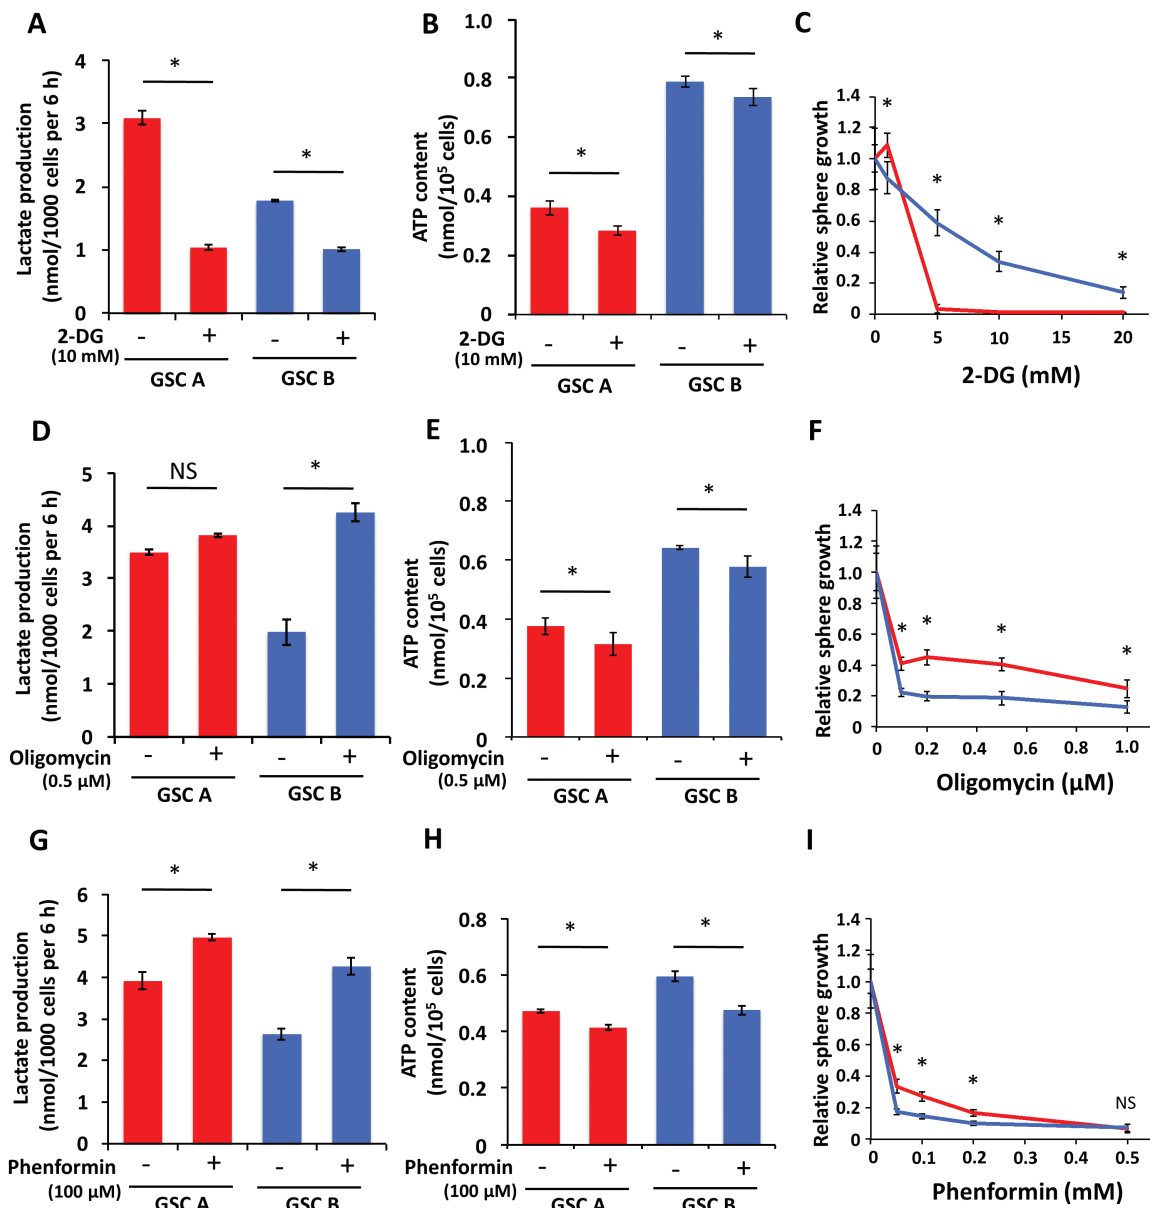 A
Lactate production
(nmol/1000 cells per 6 h)
4
3
2
1
0
*
*
2-DG
(10 mM)
- + - +
GSC A GSC B
B
ATP content
(nmol/10⁵ cells)
1.0
0.8
0.6
0.4
0.2
0
*
*
2-DG
(10 mM)
- + - +
GSC A GSC B
C
Relative sphere growth
1.4
1.2
1.0
0.8
0.6
0.4
0.2
0
* * * *
0 5 10 15 20
2-DG (mM)
D
Lactate production
(nmol/1000 cells per 6 h)
5
4
3
2
1
0
NS *
Oligomycin
(0.5 µM)
- + - +
GSC A GSC B
E
ATP content
(nmol/10⁵ cells)
1.0
0.8
0.6
0.4
0.2
0
*
*
Oligomycin
(0.5 µM)
- + - +
GSC A GSC B
F
Relative sphere growth
1.4
1.2
1.0
0.8
0.6
0.4
0.2
0
* * * *
0 0.2 0.4 0.6 0.8 1.0
Oligomycin (µM)
G
Lactate production
(nmol/1000 cells per 6 h)
6
5
4
3
2
1
0
* *
Phenformin
(100 µM)
- + - +
GSC A GSC B
H
ATP content
(nmol/10⁵ cells)
0.8
0.6
0.4
0.2
0
* *
Phenformin
(100 µM)
- + - +
GSC A GSC B
I
Relative sphere growth
1.4
1.2
1.0
0.8
0.6
0.4
0.2
0
* * * NS
0 0.1 0.2 0.3 0.4 0.5
Phenformin (mM)